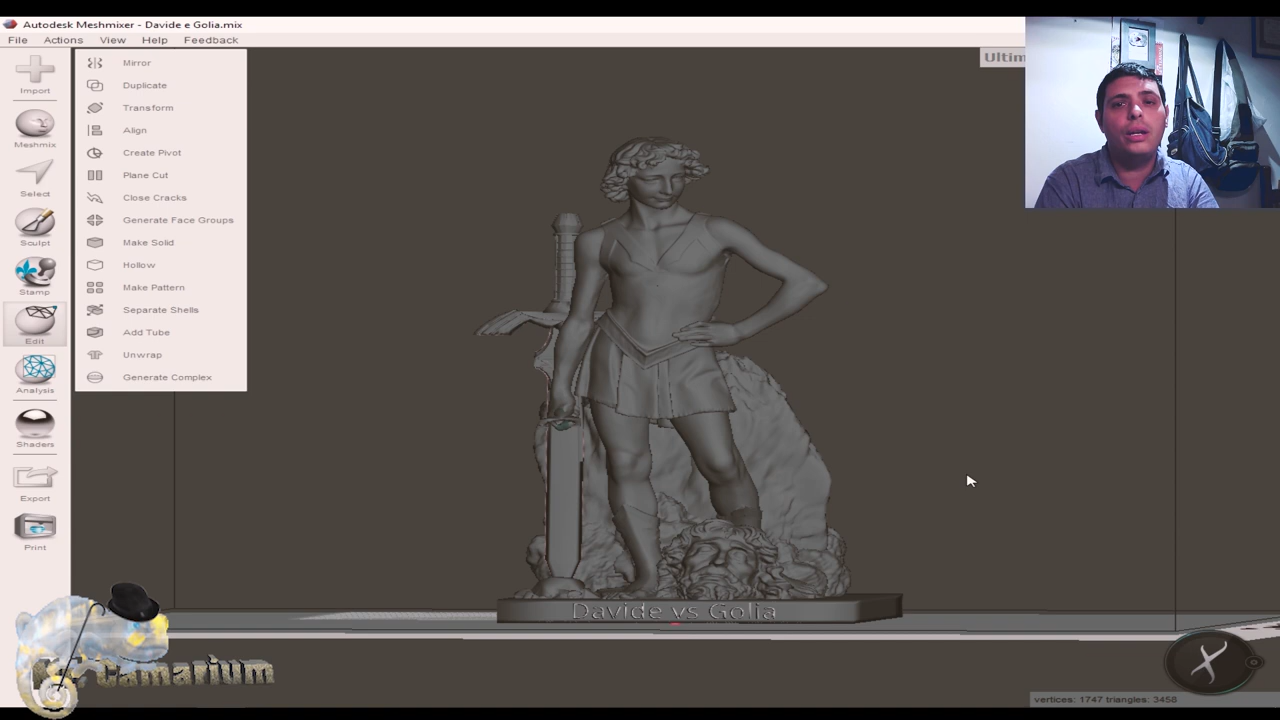 Autodesk Meshmixer - Davide e Golia.mix
File Actions View Help Feedback
Import
Meshmix
Select
Sculpt
Stamp
Edit
Analysis
Shaders
Export
Print
Mirror
Duplicate
Transform
Align
Create Pivot
Plane Cut
Close Cracks
Generate Face Groups
Make Solid
Hollow
Make Pattern
Separate Shells
Add Tube
Unwrap
Generate Complex
Ultim
Davide vs Golia
Camarium
vertices: 1747 triangles: 3458